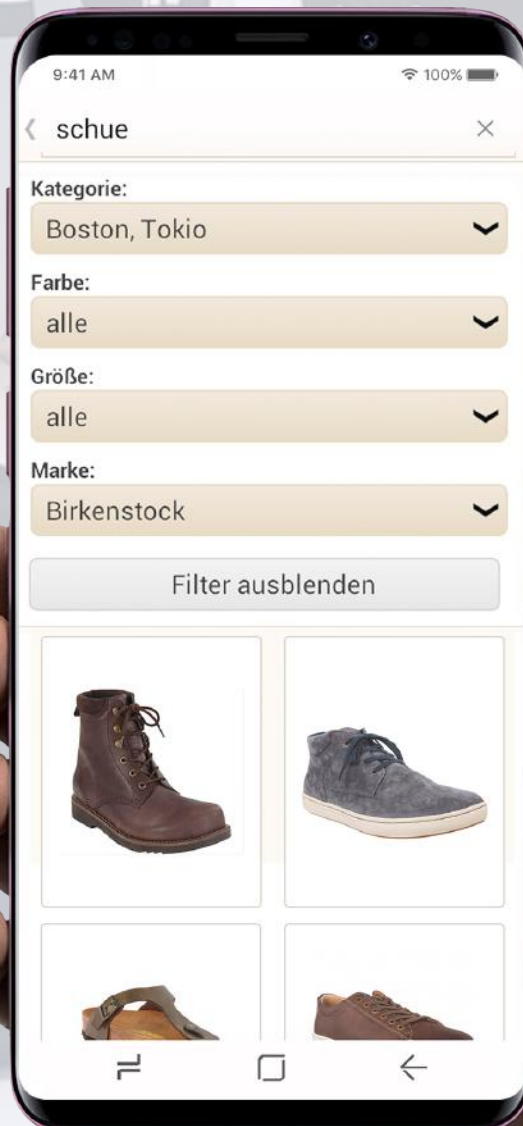 9:41 AM 100%
schue
Kategorie:
Boston, Tokio
Farbe:
alle
Größe:
alle
Marke:
Birkenstock
Filter ausblenden